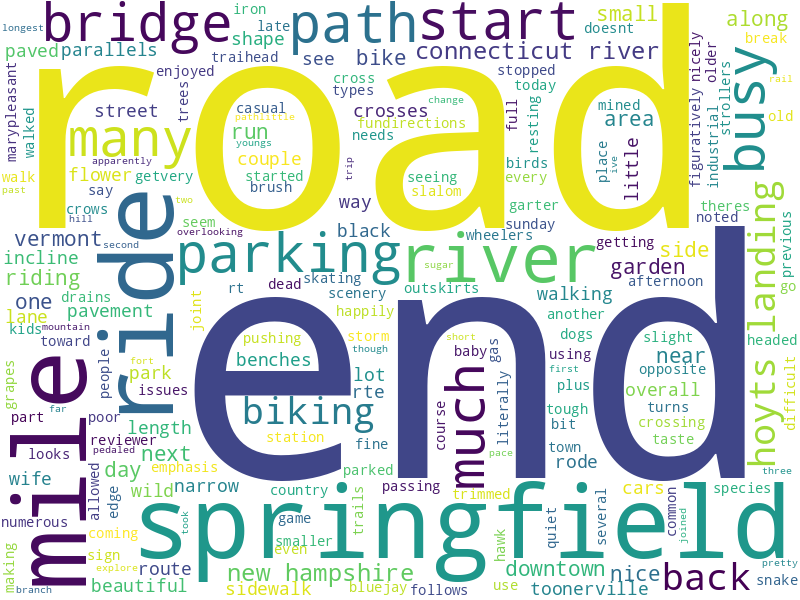 longest
iron
late
shape
bridge
path
start
small
doesnt
along
paved
parallels
trailhead
see
bike
connecticut river
break
enjoyed
cross
types
stopped
today
older
road
marypleasant
walked
trees
street
casual
pathlittle
change
crosses
full
resting
mined
area
figuratively nicely
industrial
strollers
busy
rail
old
many
run
youngs
fundirections
needs
place
ive
little
apparently
couple
trip
birds
walk
past
flower
getvery
started
seeing
slalom
every
say
brush
two
way
garter
theres
crows
hill
seem
overlooking
sunday
noted
vermont
second
black
wheelers
getting
side
previous
incline
ride
parking
river
garden
riding
rt
dead
skating
scenery
sugar
outskirts
walking
afternoon
hoyts landing
go
one
drains
pavement
joint
happily
another
headed
lane
kids
mountain
toward
end
storm
dogs
slight
difficult
pushing
though
short
baby
gas
using
near
fort
park
benches
first
opposite
grapes
mile
far
people
issues
lot
plus
overall
part
poor
length
biking
rte
course
much
literally
tough
turns
crossing
looks
reviewer
pedaled
next
station
fine
bit
town
taste
pace
wife
allowed
edge
day
emphasis
parked
passing
rode
three
wild
narrow
country
trails
trimmed
cars
common
species
numerous
springfield
coming
took
game
smaller
even
hawk
quiet
several
joined
making
sign
explore
route
new hampshire
downtown
nice
back
pretty
snake
branch
beautiful
sidewalk
bluejay
follows
use
toonerville